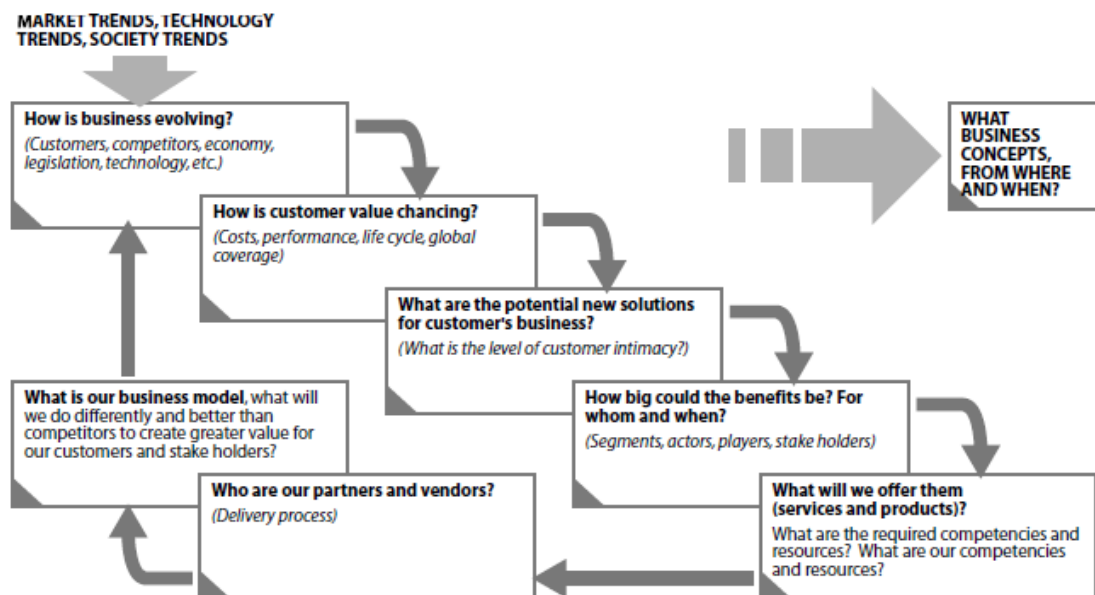 MARKET TRENDS, TECHNOLOGY
TRENDS, SOCIETY TRENDS
How is business evolving?
(Customers, competitors, economy,
legislation, technology, etc.)
WHAT
BUSINESS
CONCEPTS,
FROM WHERE
AND WHEN?
How is customer value chancing?
(Costs, performance, life cycle, global
coverage)
What are the potential new solutions
for customer's business?
(What is the level of customer intimacy?)
How big could the benefits be? For
whom and when?
(Segments, actors, players, stake holders)
What will we offer them
(services and products)?
What are the required competencies and
resources? What are our competencies
and resources?
Who are our partners and vendors?
(Delivery process)
What is our business model, what will
we do differently and better than
competitors to create greater value for
our customers and stake holders?